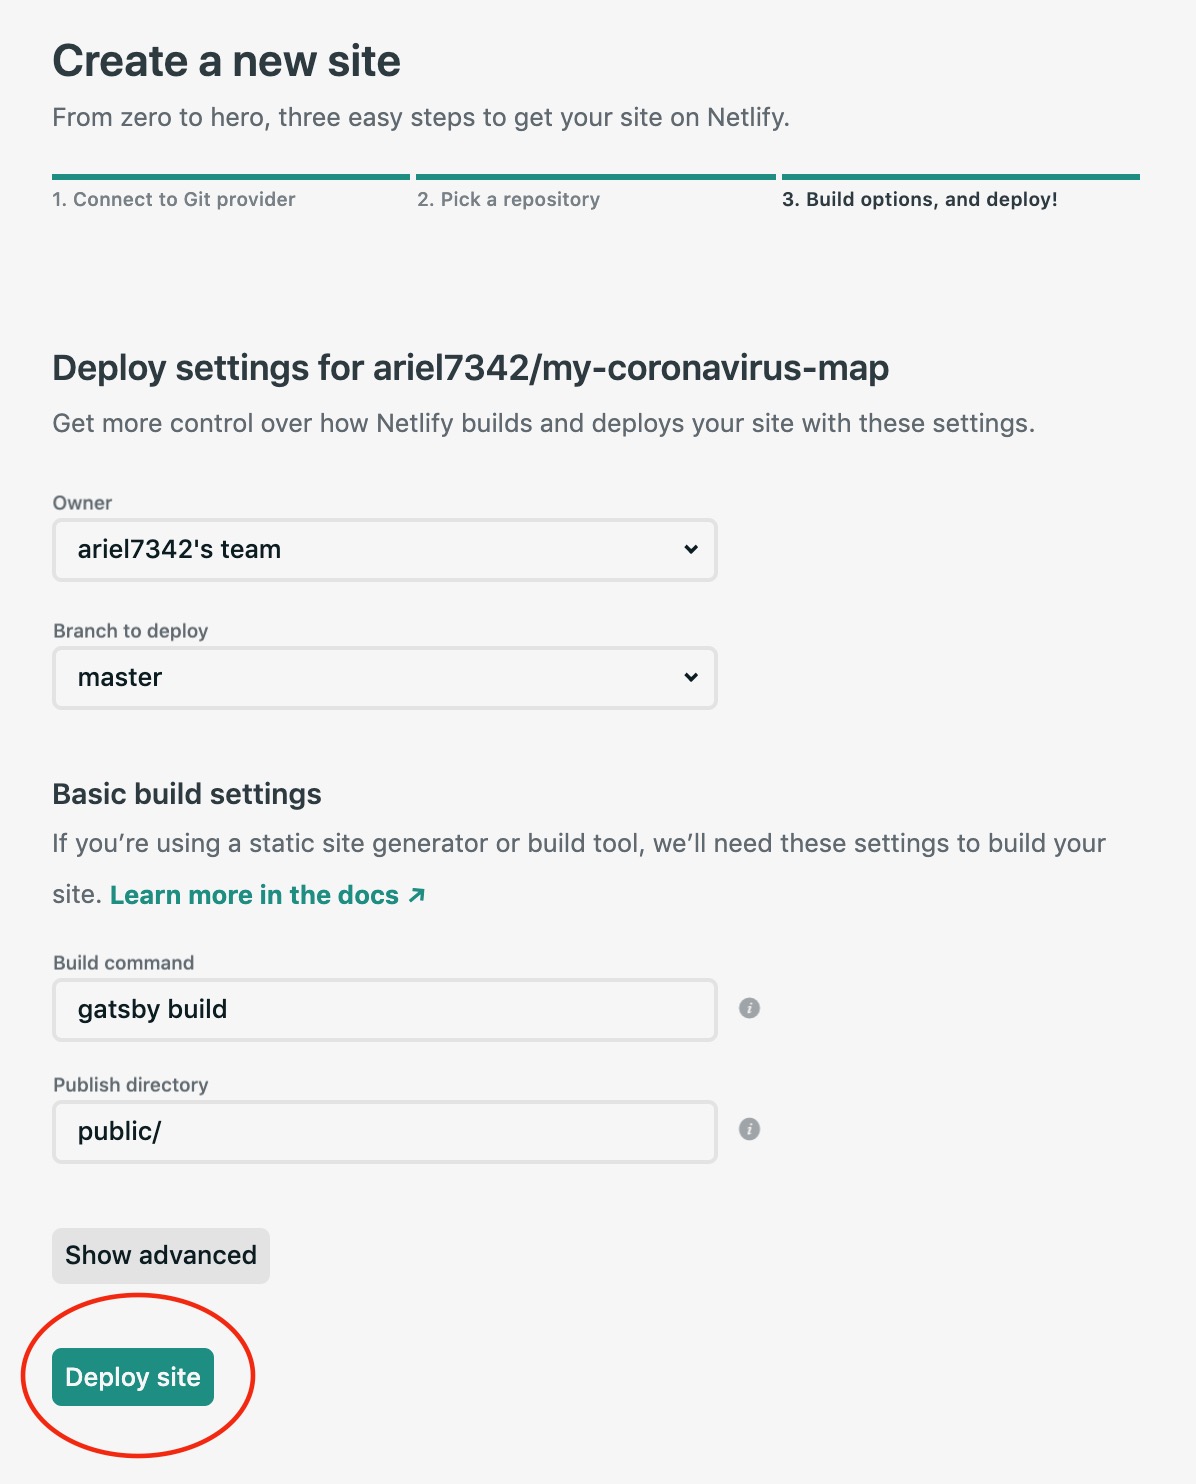 Create a new site
From zero to hero, three easy steps to get your site on Netlify.
1. Connect to Git provider
2. Pick a repository
3. Build options, and deploy!
Deploy settings for ariel7342/my-coronavirus-map
Get more control over how Netlify builds and deploys your site with these settings.
Owner
ariel7342's team
Branch to deploy
master
Basic build settings
If you’re using a static site generator or build tool, we’ll need these settings to build your
site. Learn more in the docs ↗
Build command
gatsby build
i
Publish directory
public/
i
Show advanced
Deploy site